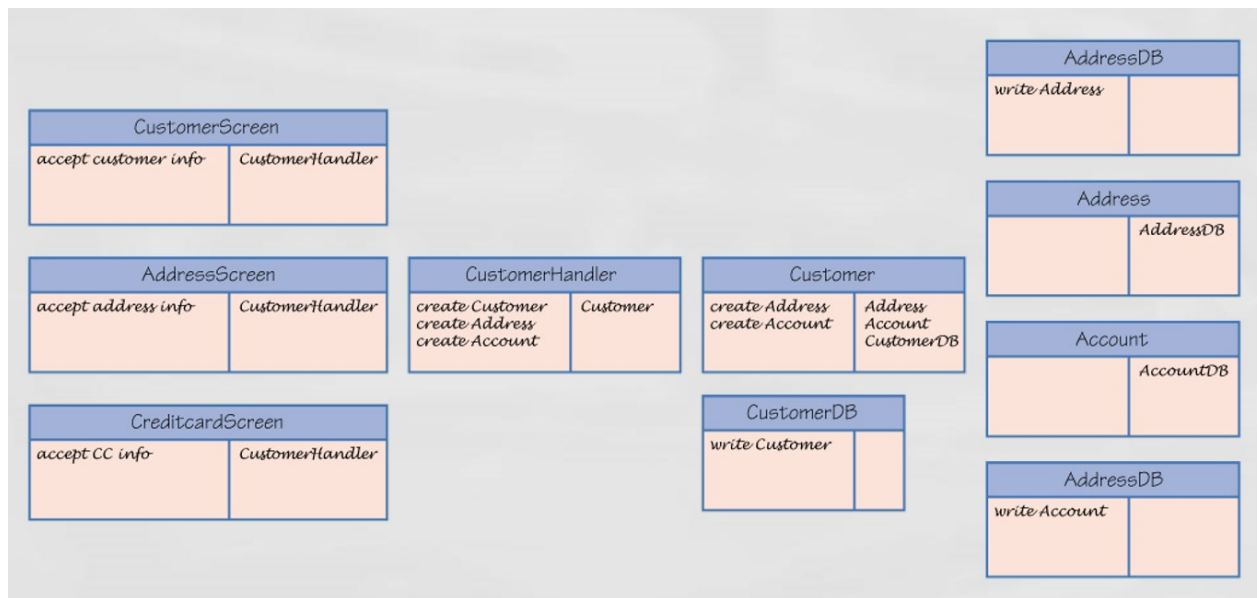 CustomerScreen
accept customer info
CustomerHandler
AddressScreen
accept address info
CustomerHandler
CreditcardScreen
accept CC info
CustomerHandler
CustomerHandler
create Customer
create Address
create Account
Customer
Customer
create Address
create Account
Address
Account
CustomerDB
CustomerDB
write Customer
AddressDB
write Address
Address
AddressDB
Account
AccountDB
AddressDB
write Account